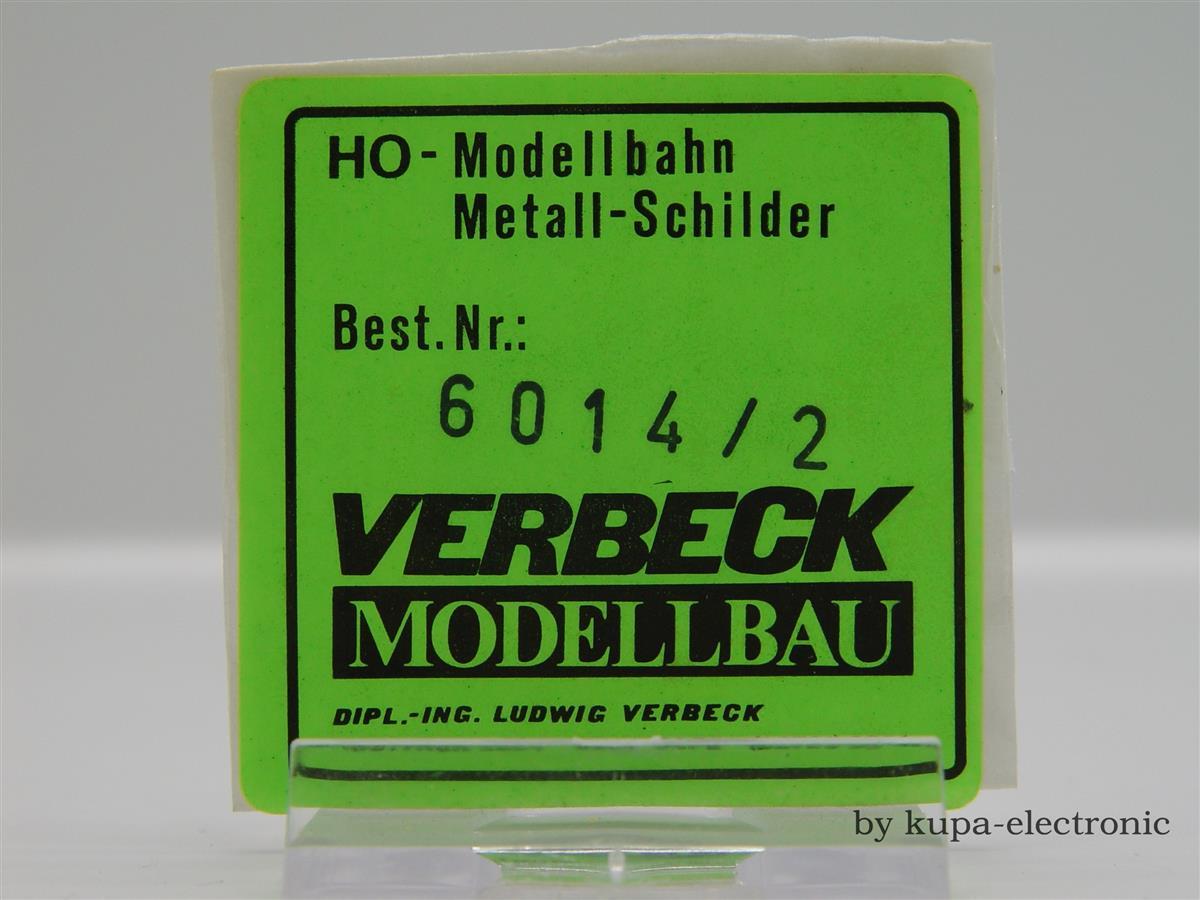 HO - Modellbahn
Metall-Schilder
Best.Nr.:
6014/2
VERBECK
MODELLBAU
DIPL.-ING. LUDWIG VERBECK
by kupa-electronic